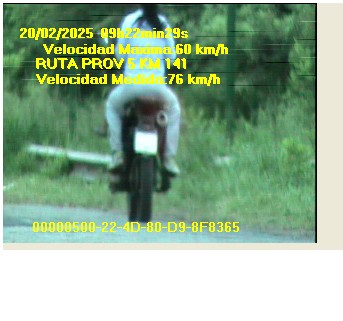 20/02/2025 09h22min29s
Velocidad Maxima:60 km/h
RUTA PROV 5 KM 141
Velocidad Medida:76 km/h
00000500-22-4D-80-D9-8F8365